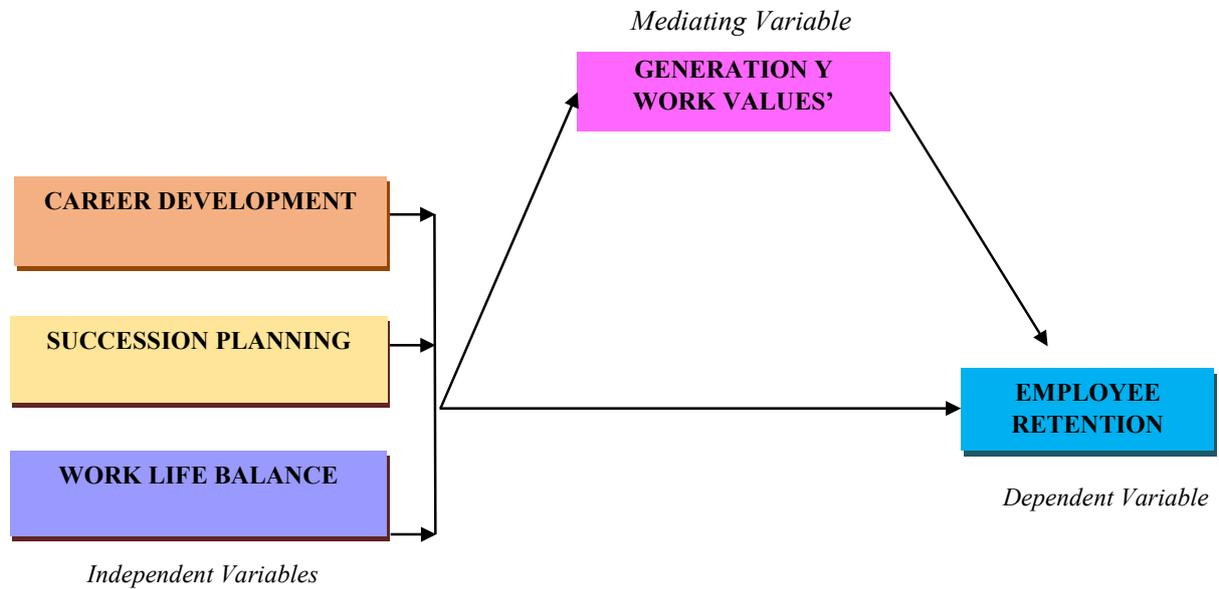 Mediating Variable
GENERATION Y
WORK VALUES’
CAREER DEVELOPMENT
SUCCESSION PLANNING
WORK LIFE BALANCE
Independent Variables
EMPLOYEE
RETENTION
Dependent Variable